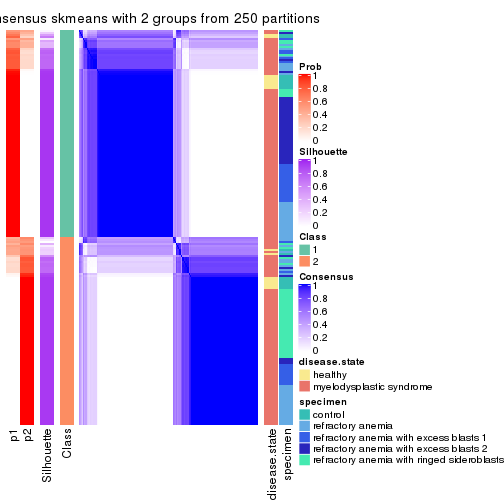 nsensus skmeans with 2 groups from 250 partitions
Prob
1
0.8
0.6
0.4
0.2
0
Silhouette
1
0.8
0.6
0.4
0.2
0
Class
1
2
Consensus
1
0.8
0.6
0.4
0.2
0
disease.state
healthy
myelodysplastic syndrome
specimen
control
refractory anemia
refractory anemia with excess blasts 1
refractory anemia with excess blasts 2
refractory anemia with ringed sideroblasts
p1
p2
Silhouette
Class
disease.state
specimen